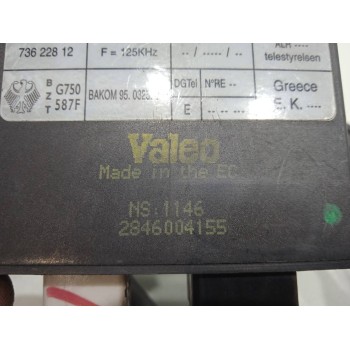 736 228 12
F = 125KHz
-- / ----- / --
telestyrelsen
B Z T
G750 587F
BAKOM 95.
DGTel
E
N°RE --
Greece
E. K. ----
Valeo
Made in the EC
NS:1146
2846004155